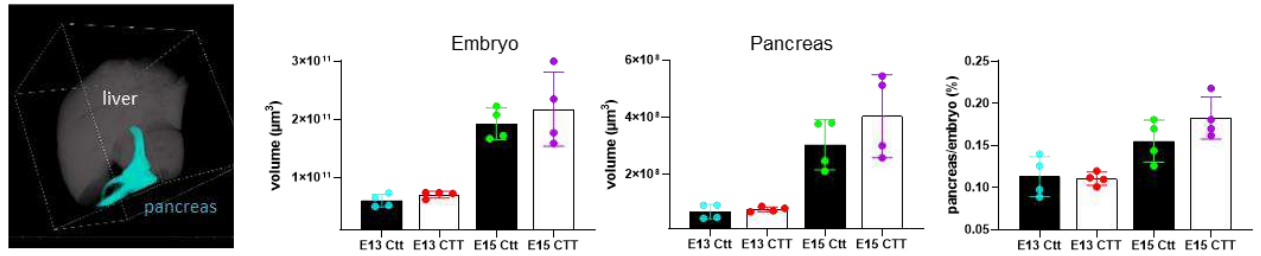 liver
pancreas
Embryo
volume (µm³)
3×10¹¹
2×10¹¹
1×10¹¹
E13 Ctt
E13 CTT
E15 Ctt
E15 CTT
Pancreas
volume (µm³)
6×10⁸
4×10⁸
2×10⁸
E13 Ctt
E13 CTT
E15 Ctt
E15 CTT
pancreas/embryo (%)
0.25
0.20
0.15
0.10
0.05
E13 Ctt
E13 CTT
E15 Ctt
E15 CTT